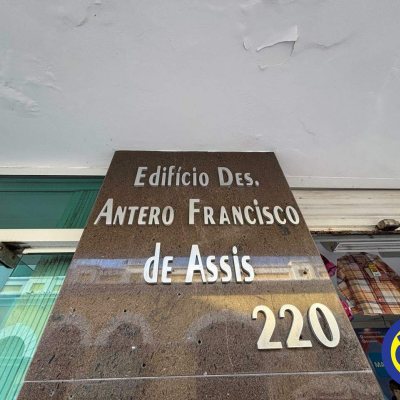 Edifício Des.
Antero Francisco
de Assis
220